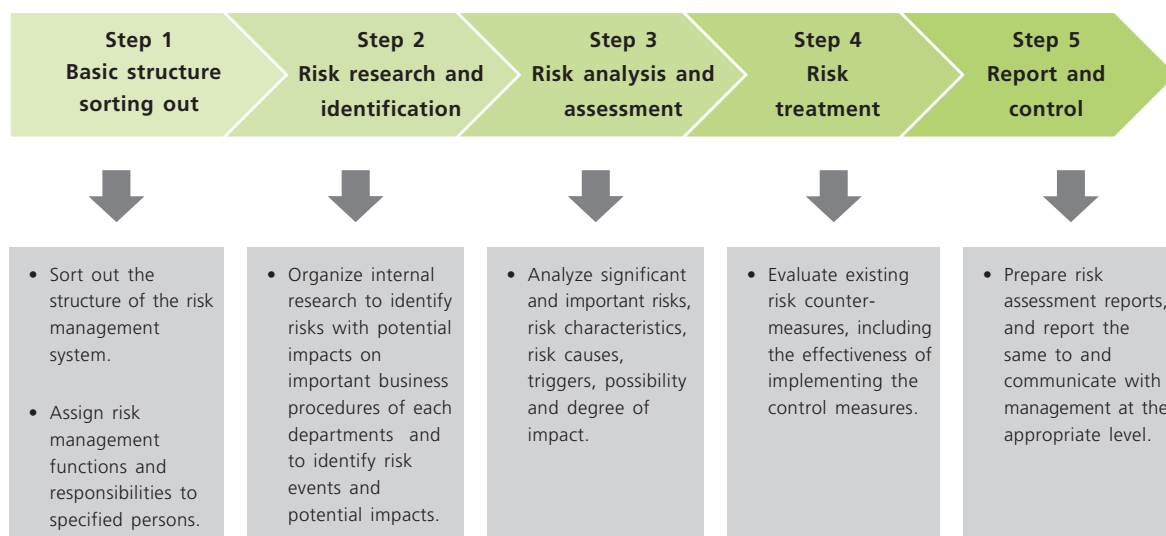 Step 1
Basic structure
sorting out
Step 2
Risk research and
identification
Step 3
Risk analysis and
assessment
Step 4
Risk
treatment
Step 5
Report and
control
• Sort out the
structure of the risk
management
system.
• Assign risk
management
functions and
responsibilities to
specified persons.
• Organize internal
research to identify
risks with potential
impacts on
important business
procedures of each
departments and
to identify risk
events and
potential impacts.
• Analyze significant
and important risks,
risk characteristics,
risk causes,
triggers, possibility
and degree of
impact.
• Evaluate existing
risk counter-
measures, including
the effectiveness of
implementing the
control measures.
• Prepare risk
assessment reports,
and report the
same to and
communicate with
management at the
appropriate level.